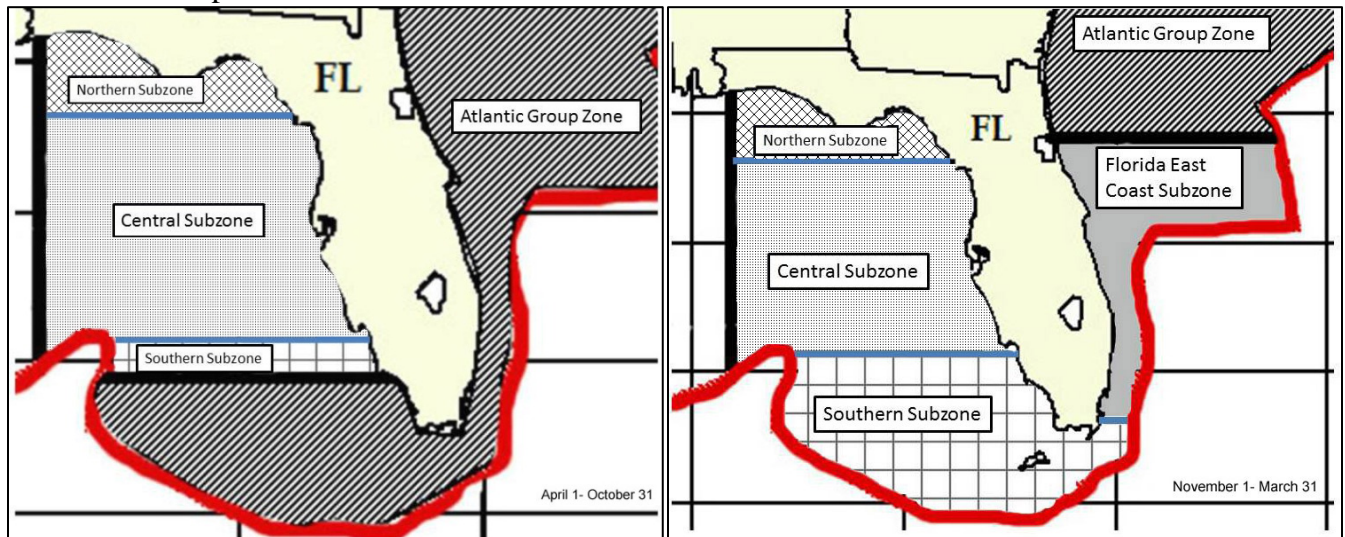 Northern Subzone
FL
Atlantic Group Zone
Central Subzone
Southern Subzone
April 1- October 31
Atlantic Group Zone
Northern Subzone
FL
Florida East
Coast Subzone
Central Subzone
Southern Subzone
November 1- March 31